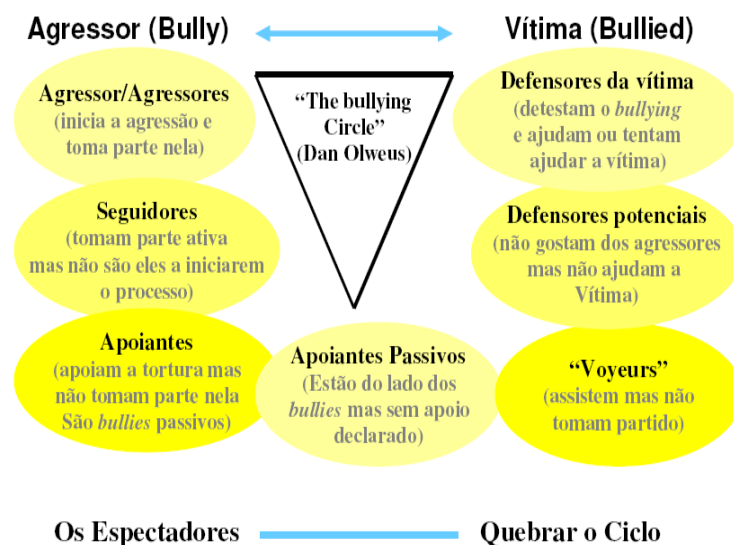 Agressor (Bully)
Vítima (Bullied)
Agressor/Agressores
(inicia a agressão e
toma parte nela)
“The bullying
Circle”
(Dan Olweus)
Defensores da vítima
(detestam o bullying
e ajudam ou tentam
ajudar a vítima)
Seguidores
(tomam parte ativa
mas não são eles a iniciarem
o processo)
Defensores potenciais
(não gostam dos agressores
mas não ajudam a
Vítima)
Apoiantes
(apoiam a tortura mas
não tomam parte nela
São bullies passivos)
Apoiantes Passivos
(Estão do lado dos
bullies mas sem apoio
declarado)
“Voyeurs”
(assistem mas não
tomam partido)
Os Espectadores
Quebrar o Ciclo